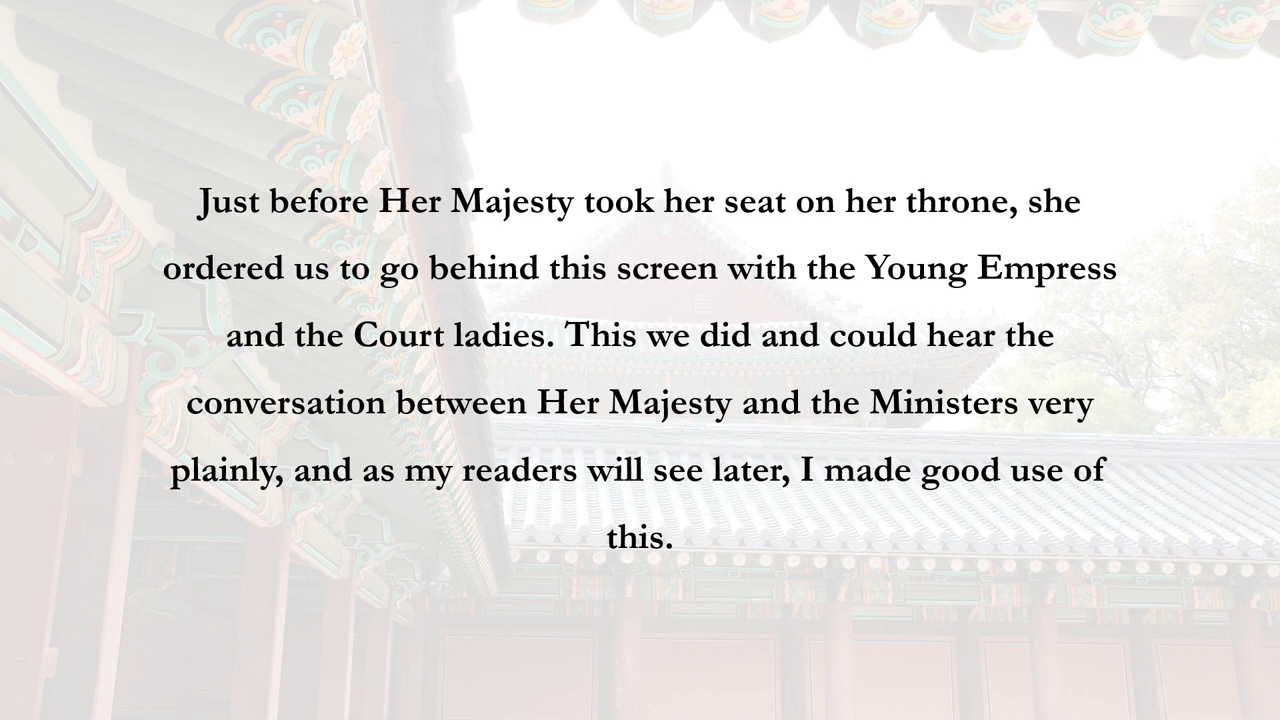 Just before Her Majesty took her seat on her throne, she
ordered us to go behind this screen with the Young Empress
and the Court ladies. This we did and could hear the
conversation between Her Majesty and the Ministers very
plainly, and as my readers will see later, I made good use of
this.